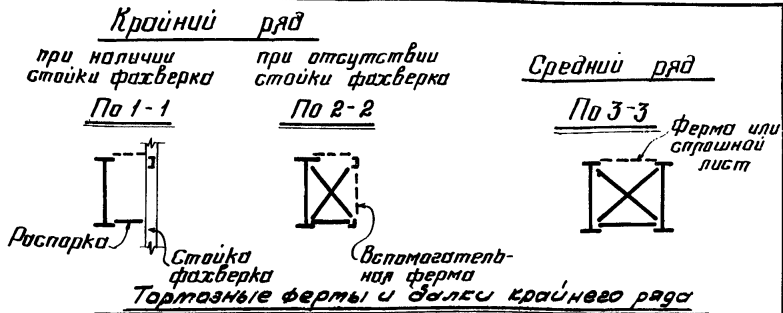 Крайний ряд
при наличии
стойки фахверка
при отсутствии
стойки фахверка
Средний ряд
По 1-1
По 2-2
По 3-3
Ферма или
сплошной
лист
Распорка
Стойка
фахверка
Вспомагатель-
ная ферма
Тормозные фермы и балки крайнего ряда